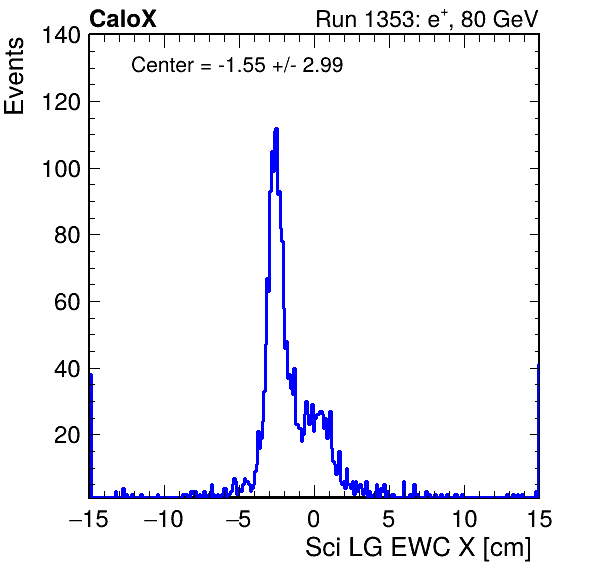 CaloX Run 1353: e⁺, 80 GeV
Center = -1.55 +/- 2.99
Events
140
120
100
80
60
40
20
−15 −10 −5 0 5 10 15
Sci LG EWC X [cm]